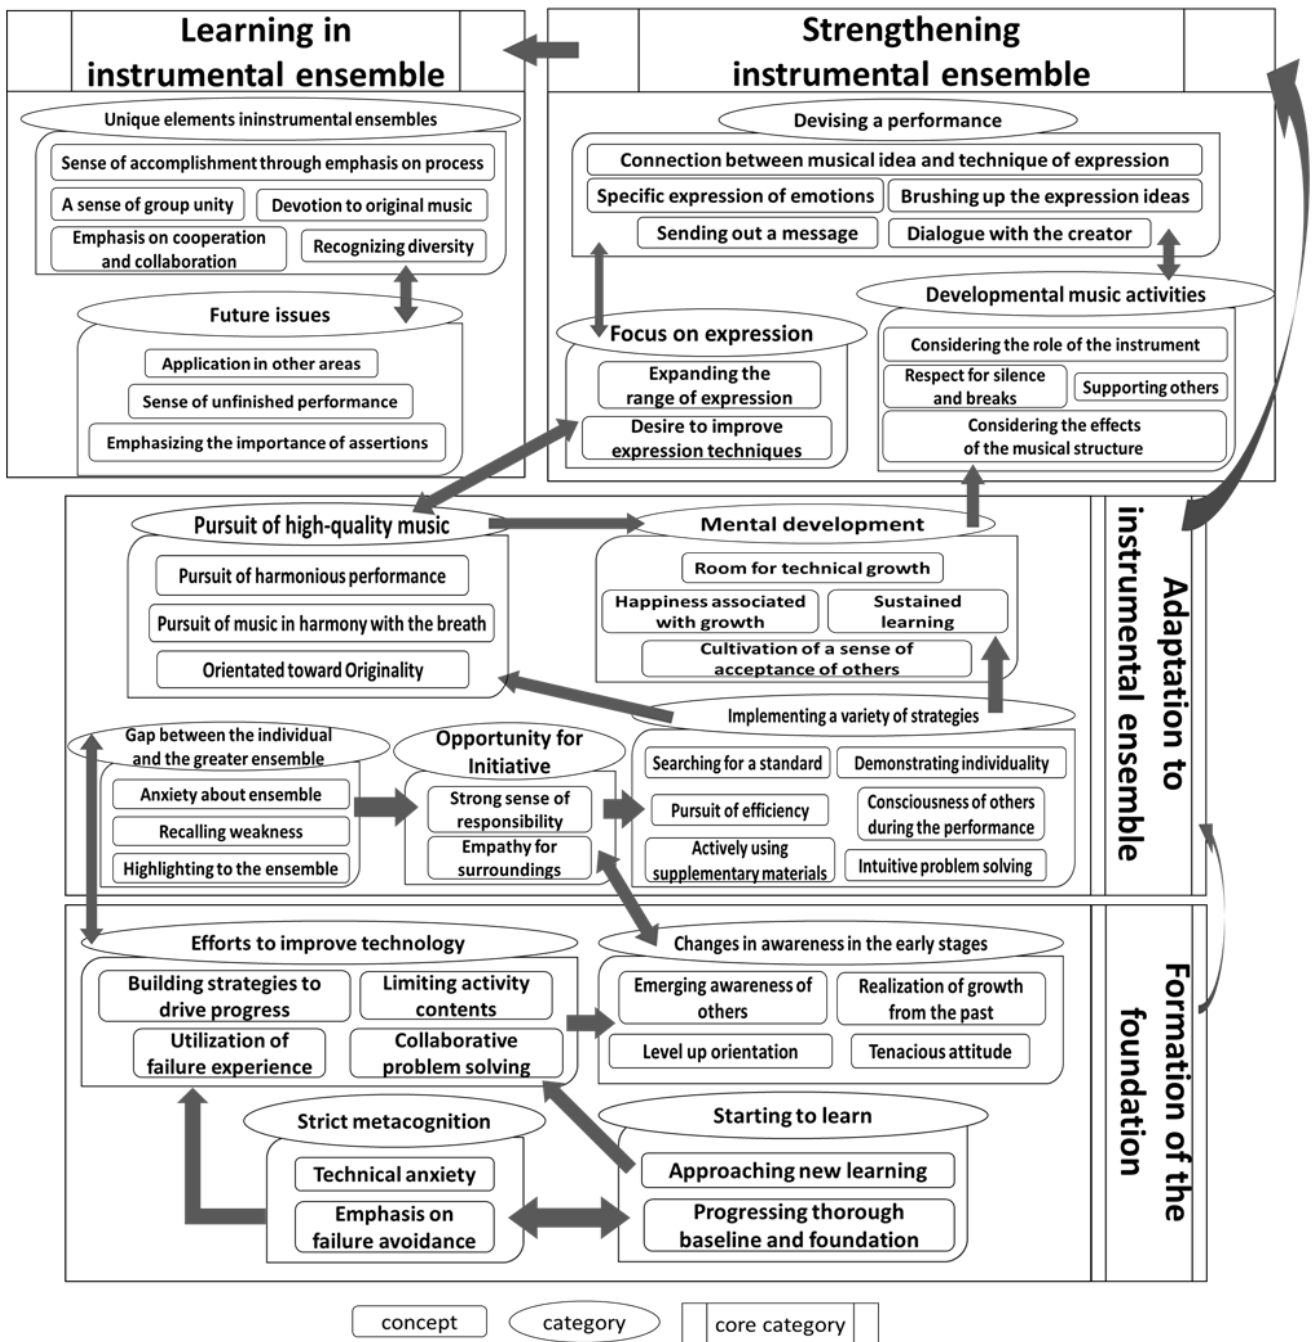 Learning in
instrumental ensemble
Unique elements ininstrumental ensembles
Sense of accomplishment through emphasis on process
A sense of group unity
Devotion to original music
Emphasis on cooperation
and collaboration
Recognizing diversity
Future issues
Application in other areas
Sense of unfinished performance
Emphasizing the importance of assertions
Strengthening
instrumental ensemble
Devising a performance
Connection between musical idea and technique of expression
Specific expression of emotions
Brushing up the expression ideas
Sending out a message
Dialogue with the creator
Focus on expression
Expanding the
range of expression
Desire to improve
expression techniques
Developmental music activities
Considering the role of the instrument
Respect for silence
and breaks
Supporting others
Considering the effects
of the musical structure
Adaptation to
instrumental ensemble
Pursuit of high-quality music
Pursuit of harmonious performance
Pursuit of music in harmony with the breath
Orientated toward Originality
Mental development
Room for technical growth
Happiness associated
with growth
Sustained
learning
Cultivation of a sense of
acceptance of others
Gap between the individual
and the greater ensemble
Anxiety about ensemble
Recalling weakness
Highlighting to the ensemble
Opportunity for
Initiative
Strong sense of
responsibility
Empathy for
surroundings
Implementing a variety of strategies
Searching for a standard
Demonstrating individuality
Pursuit of efficiency
Consciousness of others
during the performance
Actively using
supplementary materials
Intuitive problem solving
Formation of the
foundation
Efforts to improve technology
Building strategies to
drive progress
Limiting activity
contents
Utilization of
failure experience
Collaborative
problem solving
Changes in awareness in the early stages
Emerging awareness of
others
Realization of growth
from the past
Level up orientation
Tenacious attitude
Strict metacognition
Technical anxiety
Emphasis on
failure avoidance
Starting to learn
Approaching new learning
Progressing thorough
baseline and foundation
concept
category
core category